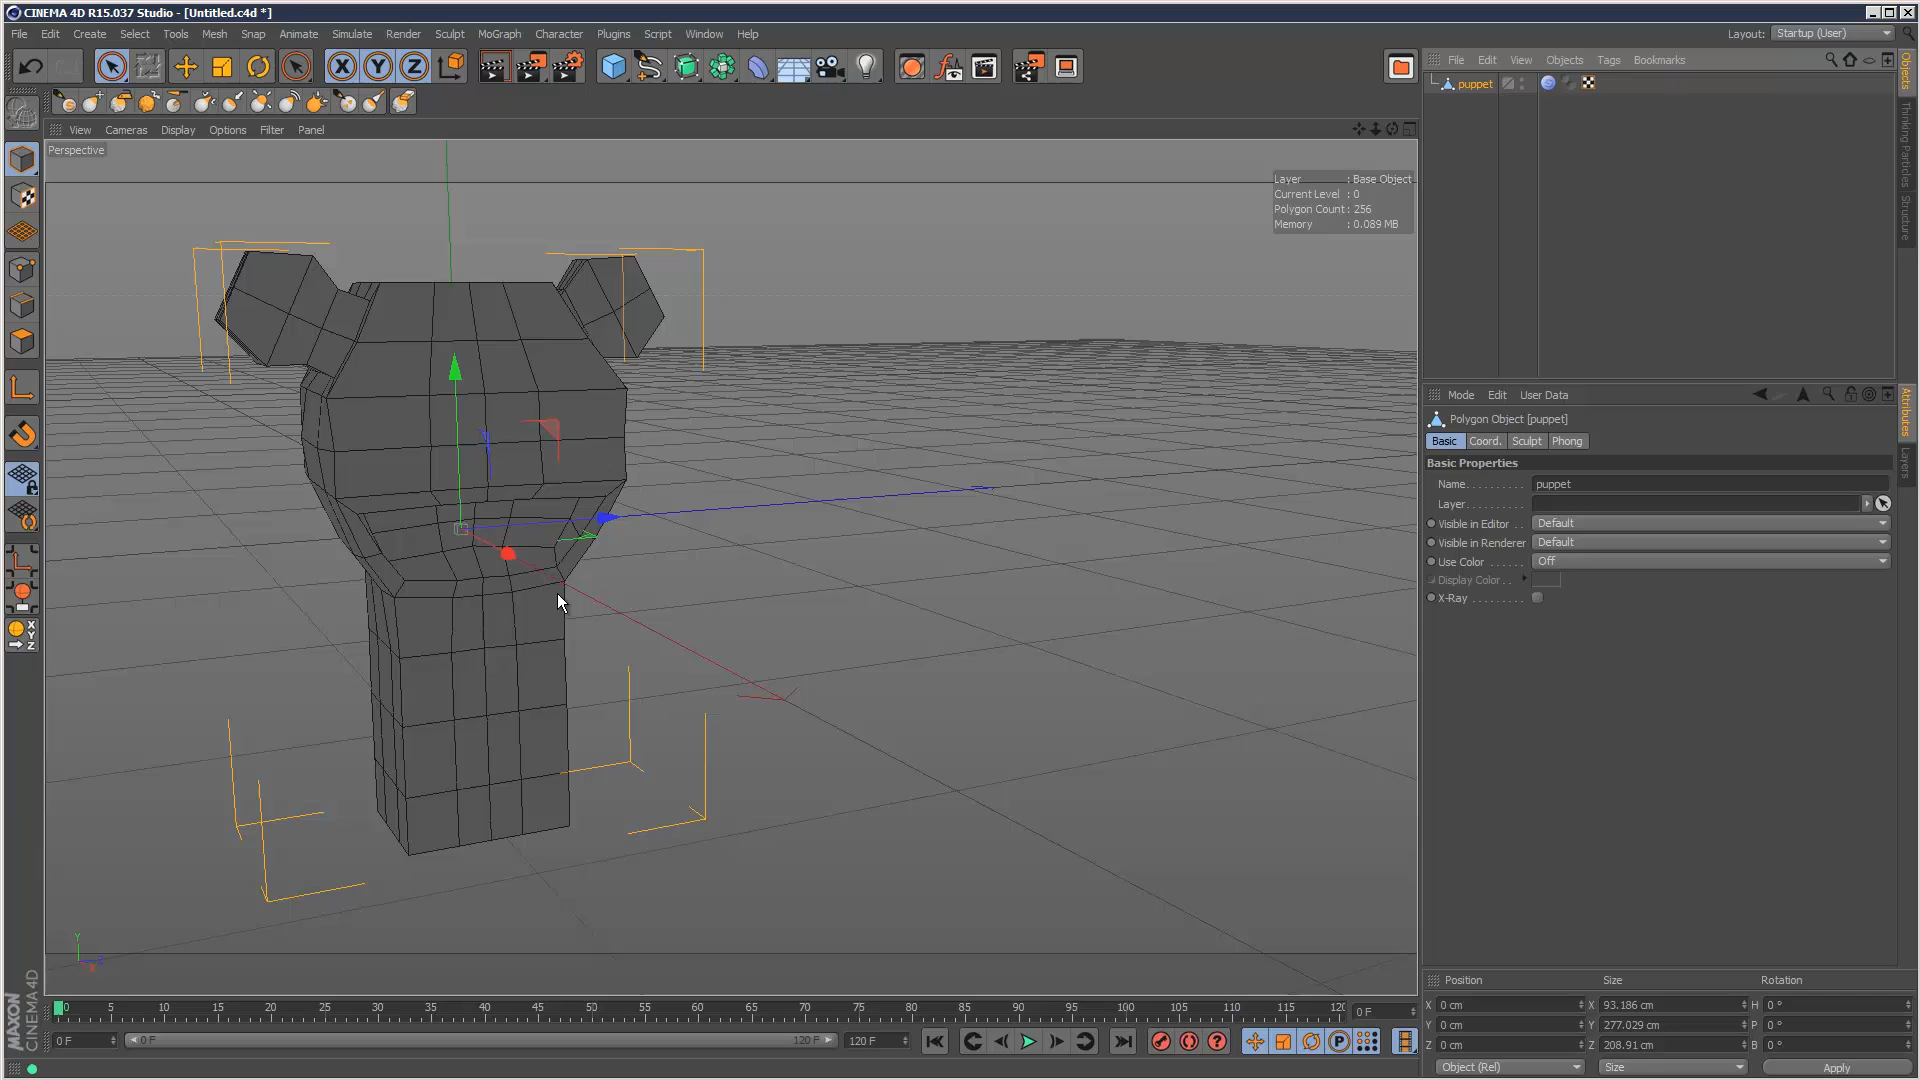 CINEMA 4D R15.037 Studio - [Untitled.c4d *]
File Edit Create Select Tools Mesh Snap Animate Simulate Render Sculpt MoGraph Character Plugins Script Window Help
Layout: Startup (User)
X Y Z
File Edit View Objects Tags Bookmarks
puppet
View Cameras Display Options Filter Panel
Perspective
Layer : Base Object
Current Level : 0
Polygon Count : 256
Memory : 0.089 MB
Objects
Thinking Particles
Structure
Mode Edit User Data
Polygon Object [puppet]
Basic Coord. Sculpt Phong
Basic Properties
Name......... puppet
Layer.........
Visible in Editor .. Default
Visible in Renderer Default
Use Color ...... Off
Display Color..
X-Ray .........
Attributes
Layers
X
Y
Z
Y
Z
X
MAXON
CINEMA 4D
0 5 10 15 20 25 30 35 40 45 50 55 60 65 70 75 80 85 90 95 100 105 110 115 120 0 F
0 F 0 F 120 F 120 F
Position Size Rotation
X 0 cm X 93.186 cm H 0 °
Y 0 cm Y 277.029 cm P 0 °
Z 0 cm Z 208.91 cm B 0 °
Object (Rel) Size Apply